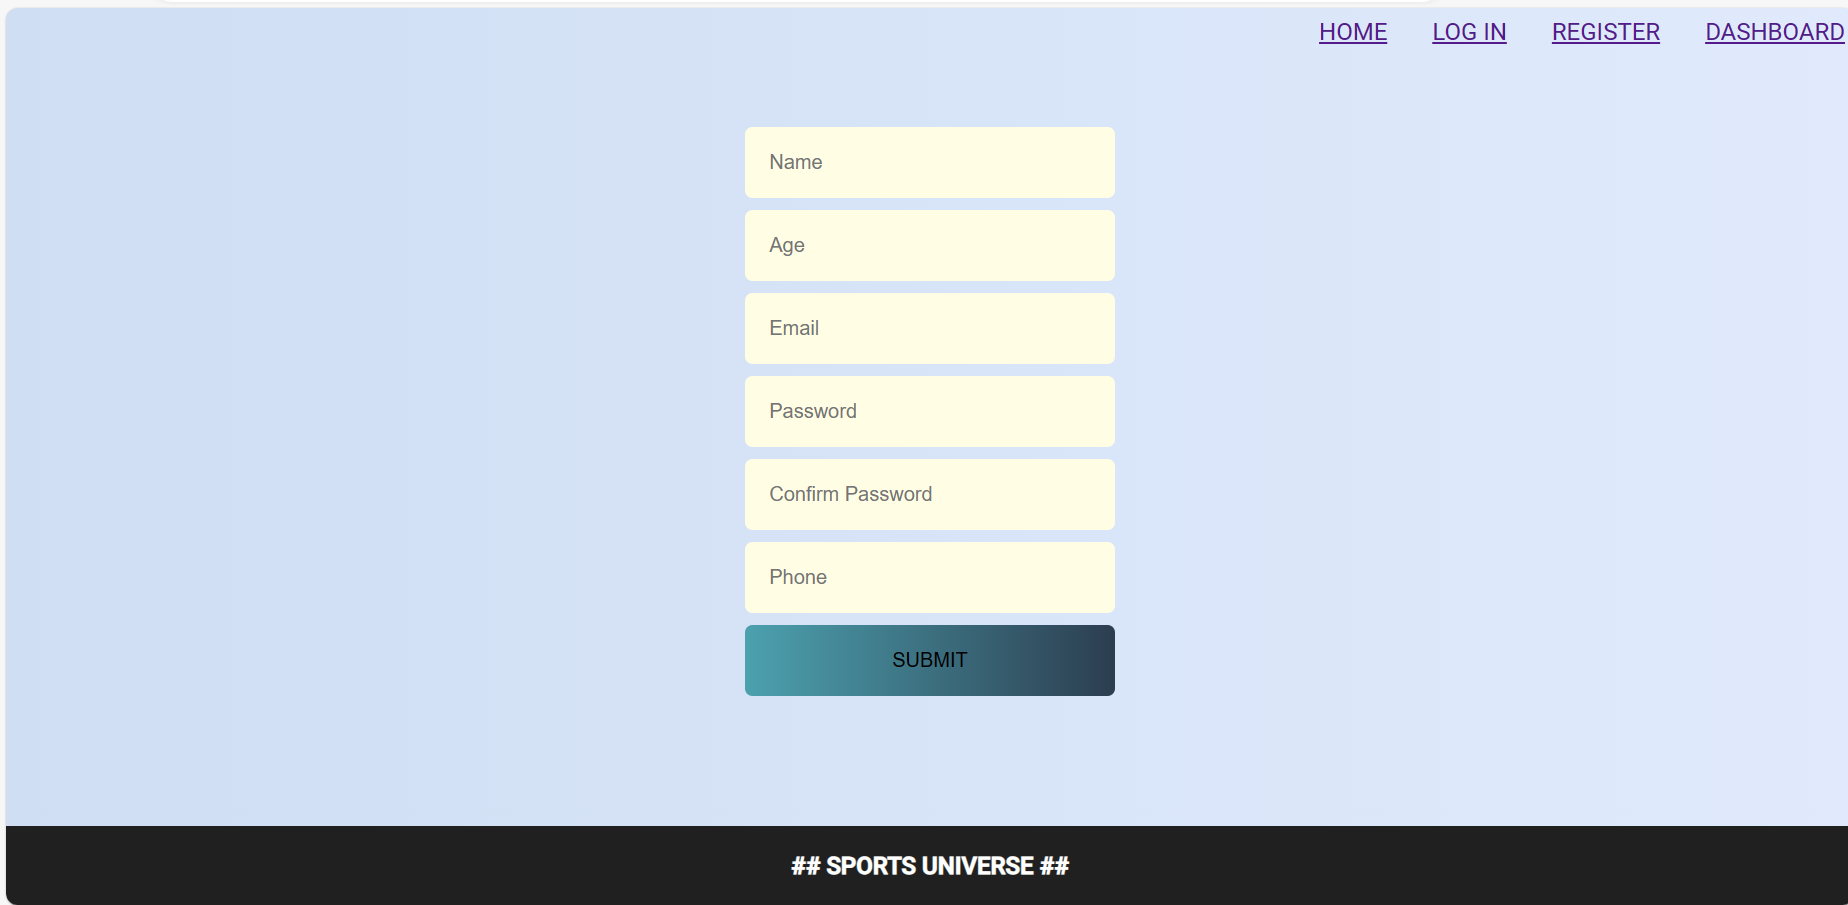 HOME LOG IN REGISTER DASHBOARD
Name
Age
Email
Password
Confirm Password
Phone
SUBMIT
## SPORTS UNIVERSE ##